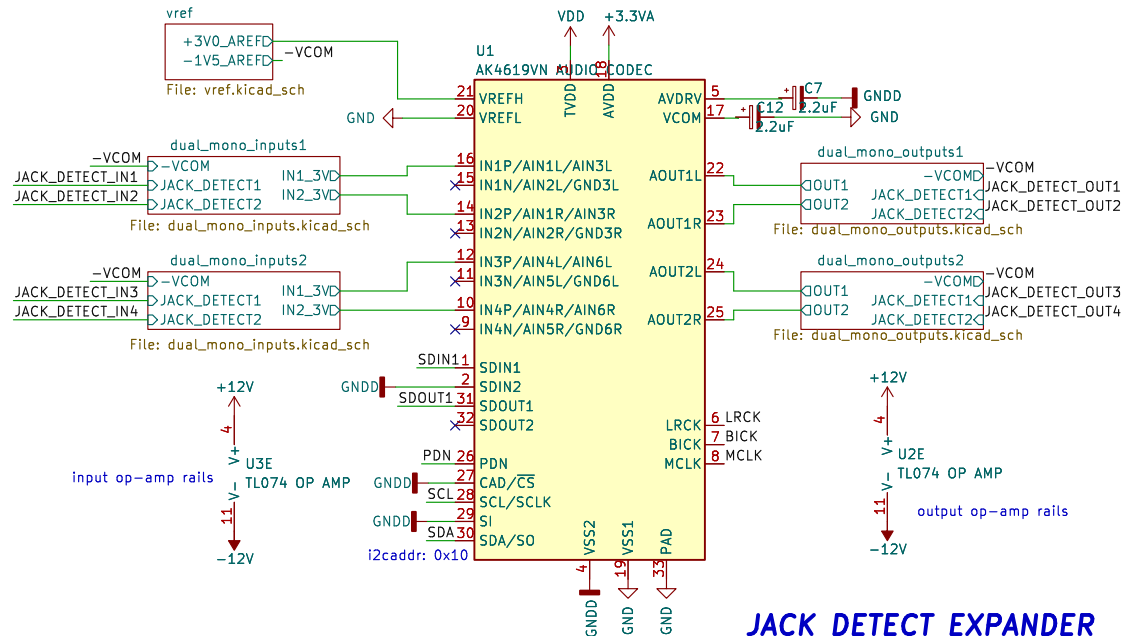 vref
+3V0_AREF
-1V5_AREF
-VCOM
File: vref.kicad_sch
VDD
+3.3VA
U1
AK4619VN AUDIO CODEC
1
18
TVDD
AVDD
21
VREFH
GND
20
VREFL
5
AVDRV
C7
2.2uF
GNDD
17
VCOM
C12
2.2uF
GND
dual_mono_inputs1
-VCOM
-VCOM
JACK_DETECT_IN1
JACK_DETECT1
JACK_DETECT_IN2
JACK_DETECT2
IN1_3V
IN2_3V
File: dual_mono_inputs.kicad_sch
16
IN1P/AIN1L/AIN3L
15
IN1N/AIN2L/GND3L
14
IN2P/AIN1R/AIN3R
13
IN2N/AIN2R/GND3R
dual_mono_inputs2
-VCOM
-VCOM
JACK_DETECT_IN3
JACK_DETECT1
JACK_DETECT_IN4
JACK_DETECT2
IN1_3V
IN2_3V
File: dual_mono_inputs.kicad_sch
12
IN3P/AIN4L/AIN6L
11
IN3N/AIN5L/GND6L
10
IN4P/AIN4R/AIN6R
9
IN4N/AIN5R/GND6R
22
AOUT1L
23
AOUT1R
24
AOUT2L
25
AOUT2R
dual_mono_outputs1
OUT1
OUT2
-VCOM
-VCOM
JACK_DETECT1
JACK_DETECT_OUT1
JACK_DETECT2
JACK_DETECT_OUT2
File: dual_mono_outputs.kicad_sch
dual_mono_outputs2
OUT1
OUT2
-VCOM
-VCOM
JACK_DETECT1
JACK_DETECT_OUT3
JACK_DETECT2
JACK_DETECT_OUT4
File: dual_mono_outputs.kicad_sch
SDIN1
1
SDIN1
GNDD
2
SDIN2
SDOUT1
31
SDOUT1
32
SDOUT2
PDN
26
PDN
GNDD
27
CAD/CS
SCL
28
SCL/SCLK
GNDD
29
SI
SDA
30
SDA/SO
i2caddr: 0x10
6
LRCK
LRCK
7
BICK
BICK
8
MCLK
MCLK
VSS2
VSS1
PAD
4
19
33
GNDD
GND
GND
+12V
4
V+
U3E
TL074 OP AMP
V-
11
-12V
input op-amp rails
+12V
4
V+
U2E
TL074 OP AMP
V-
11
-12V
output op-amp rails
JACK DETECT EXPANDER